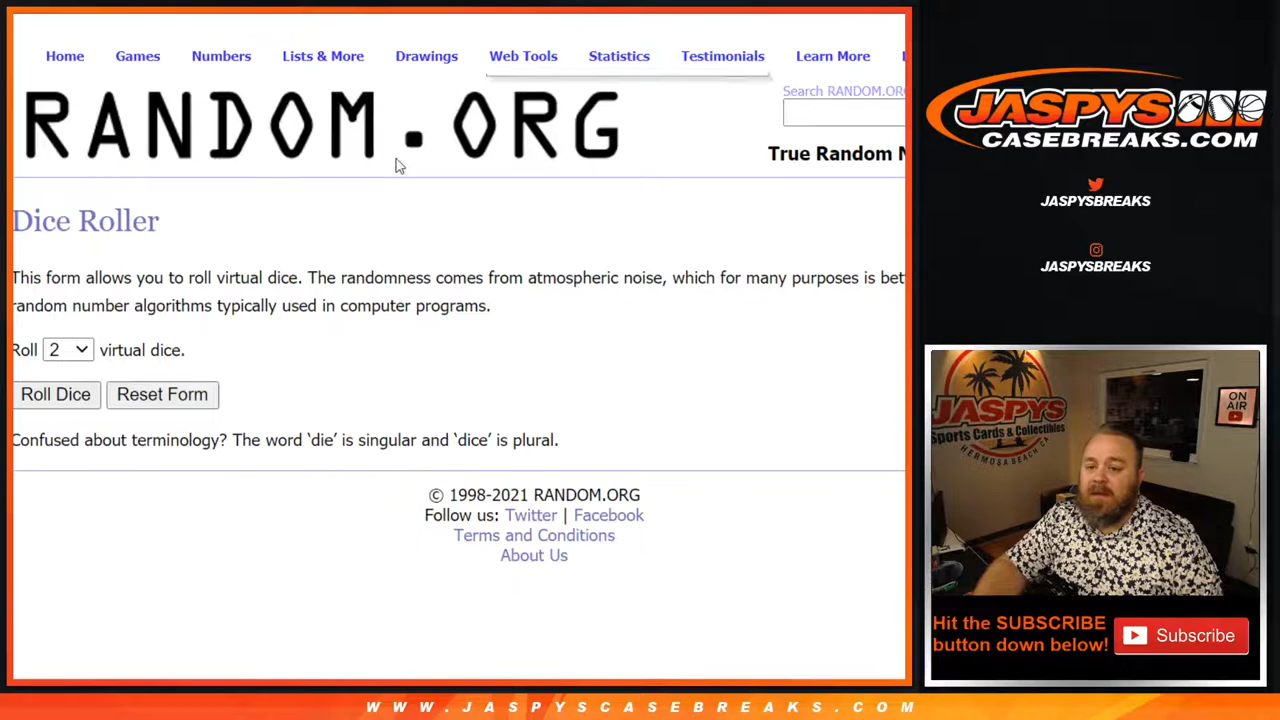 Home Games Numbers Lists & More Drawings Web Tools Statistics Testimonials Learn More
RANDOM.ORG
Search RANDOM.ORG
True Random N
Dice Roller
This form allows you to roll virtual dice. The randomness comes from atmospheric noise, which for many purposes is bet
random number algorithms typically used in computer programs.
Roll 2 virtual dice.
Roll Dice Reset Form
Confused about terminology? The word ‘die’ is singular and ‘dice’ is plural.
© 1998-2021 RANDOM.ORG
Follow us: Twitter | Facebook
Terms and Conditions
About Us
JASPYS
CASEBREAKS.COM
JASPYSBREAKS
JASPYSBREAKS
JASPYS
Sports Cards & Collectibles
HERMOSA BEACH CA
ON
AIR
Hit the SUBSCRIBE
button down below!
Subscribe
WWW.JASPYSCASEBREAKS.COM